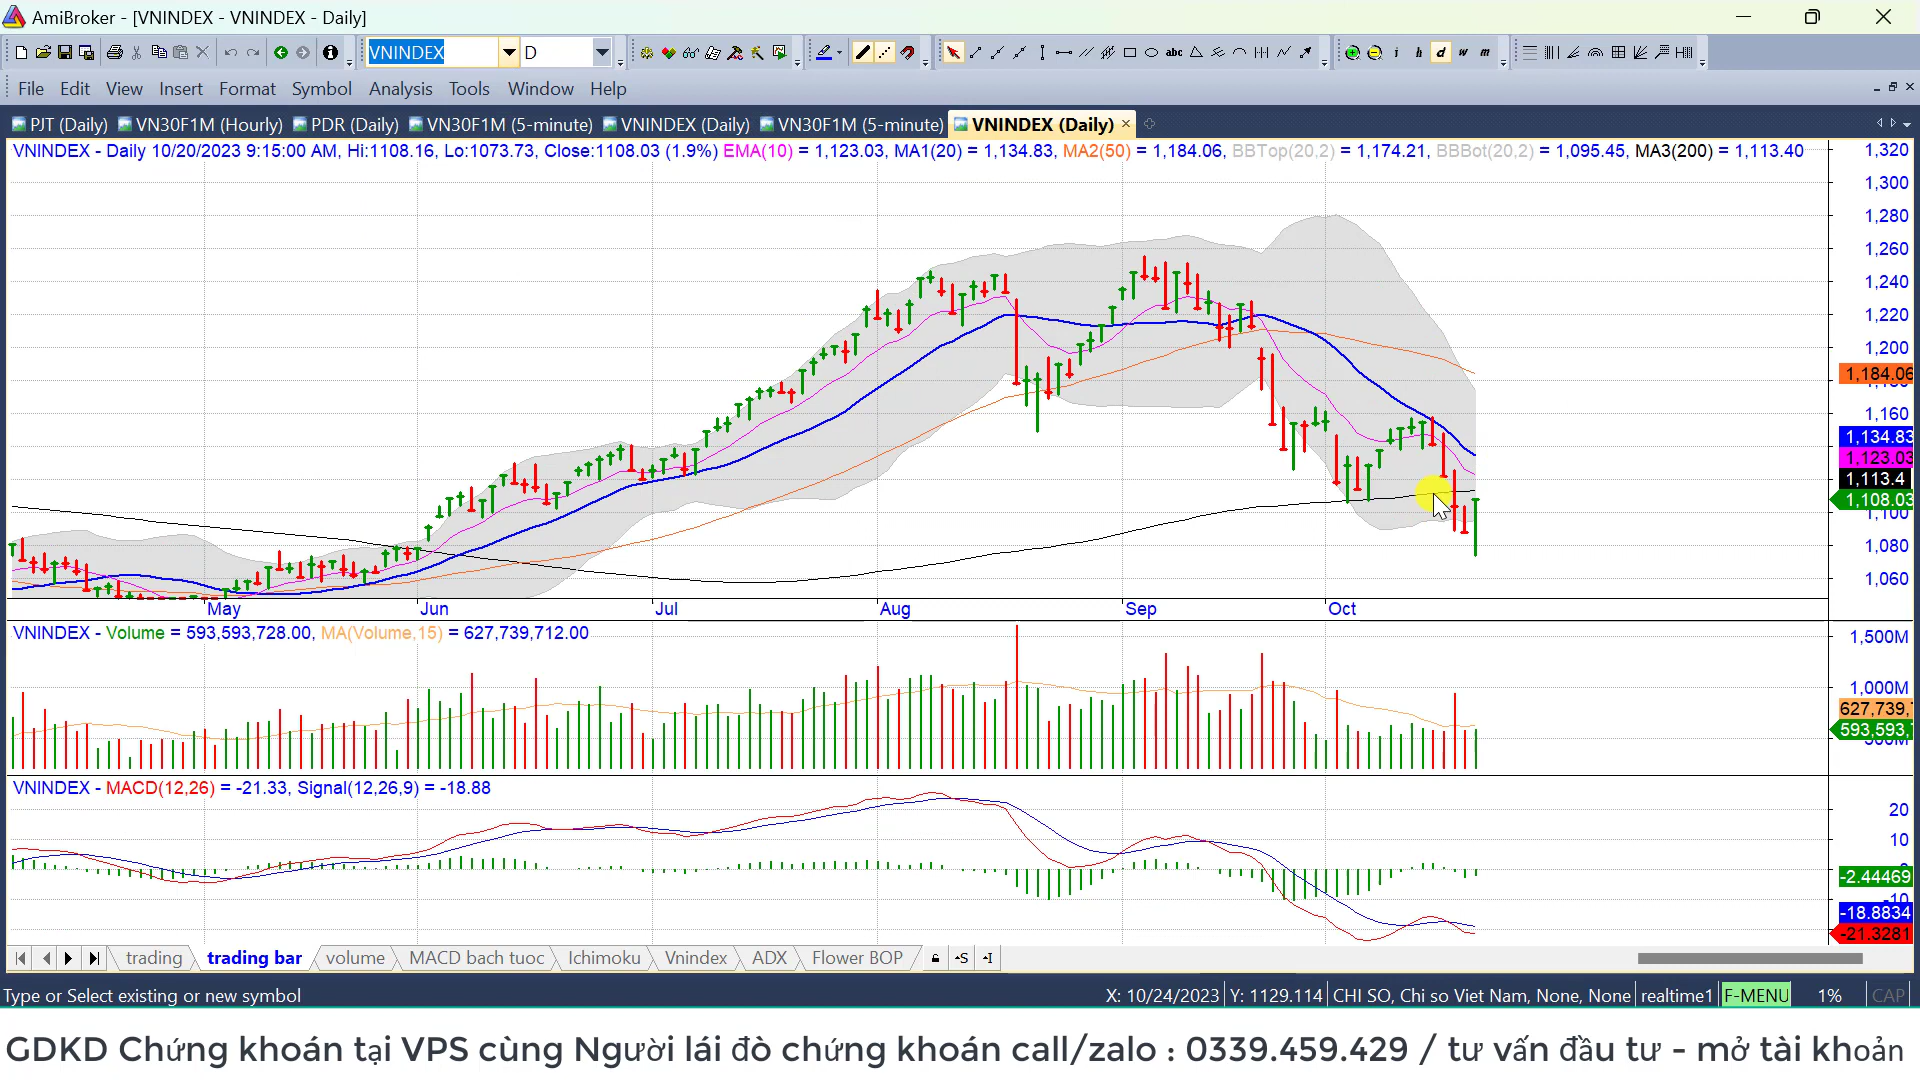 AmiBroker - [VNINDEX - VNINDEX - Daily]
VNINDEX D
File Edit View Insert Format Symbol Analysis Tools Window Help
PJT (Daily) VN30F1M (Hourly) PDR (Daily) VN30F1M (5-minute) VNINDEX (Daily) VN30F1M (5-minute) VNINDEX (Daily)
VNINDEX - Daily 10/20/2023 9:15:00 AM, Hi:1108.16, Lo:1073.73, Close:1108.03 (1.9%) EMA(10) = 1,123.03, MA1(20) = 1,134.83, MA2(50) = 1,184.06, BBTop(20,2) = 1,174.21, BBBot(20,2) = 1,095.45, MA3(200) = 1,113.40
1,320
1,300
1,280
1,260
1,240
1,220
1,200
1,184.06
1,160
1,134.83
1,123.03
1,113.4
1,108.03
1,100
1,080
1,060
May Jun Jul Aug Sep Oct
VNINDEX - Volume = 593,593,728.00, MA(Volume,15) = 627,739,712.00
1,500M
1,000M
627,739,
593,593,
VNINDEX - MACD(12,26) = -21.33, Signal(12,26,9) = -18.88
20
10
-2.44469
-10
-18.8834
-21.3281
trading trading bar volume MACD bach tuoc Ichimoku Vnindex ADX Flower BOP S I
Type or Select existing or new symbol X: 10/24/2023 Y: 1129.114 CHI SO, Chi so Viet Nam, None, None realtime1 F-MENU 1% CAP
GDKD Chứng khoán tại VPS cùng Người lái đò chứng khoán call/zalo : 0339.459.429 / tư vấn đầu tư - mở tài khoản